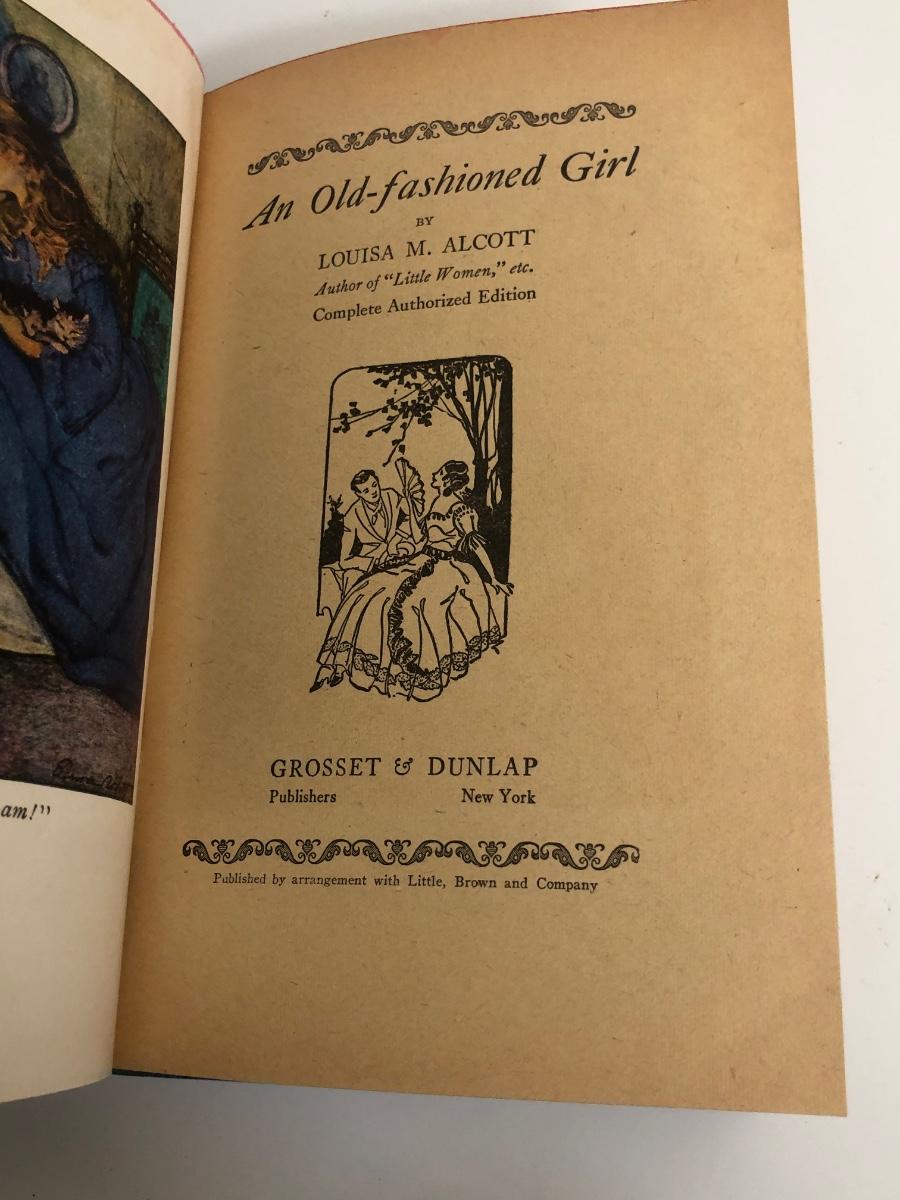 am!"
An Old-fashioned Girl
BY
LOUISA M. ALCOTT
Author of "Little Women," etc.
Complete Authorized Edition
GROSSET & DUNLAP
Publishers New York
Published by arrangement with Little, Brown and Company